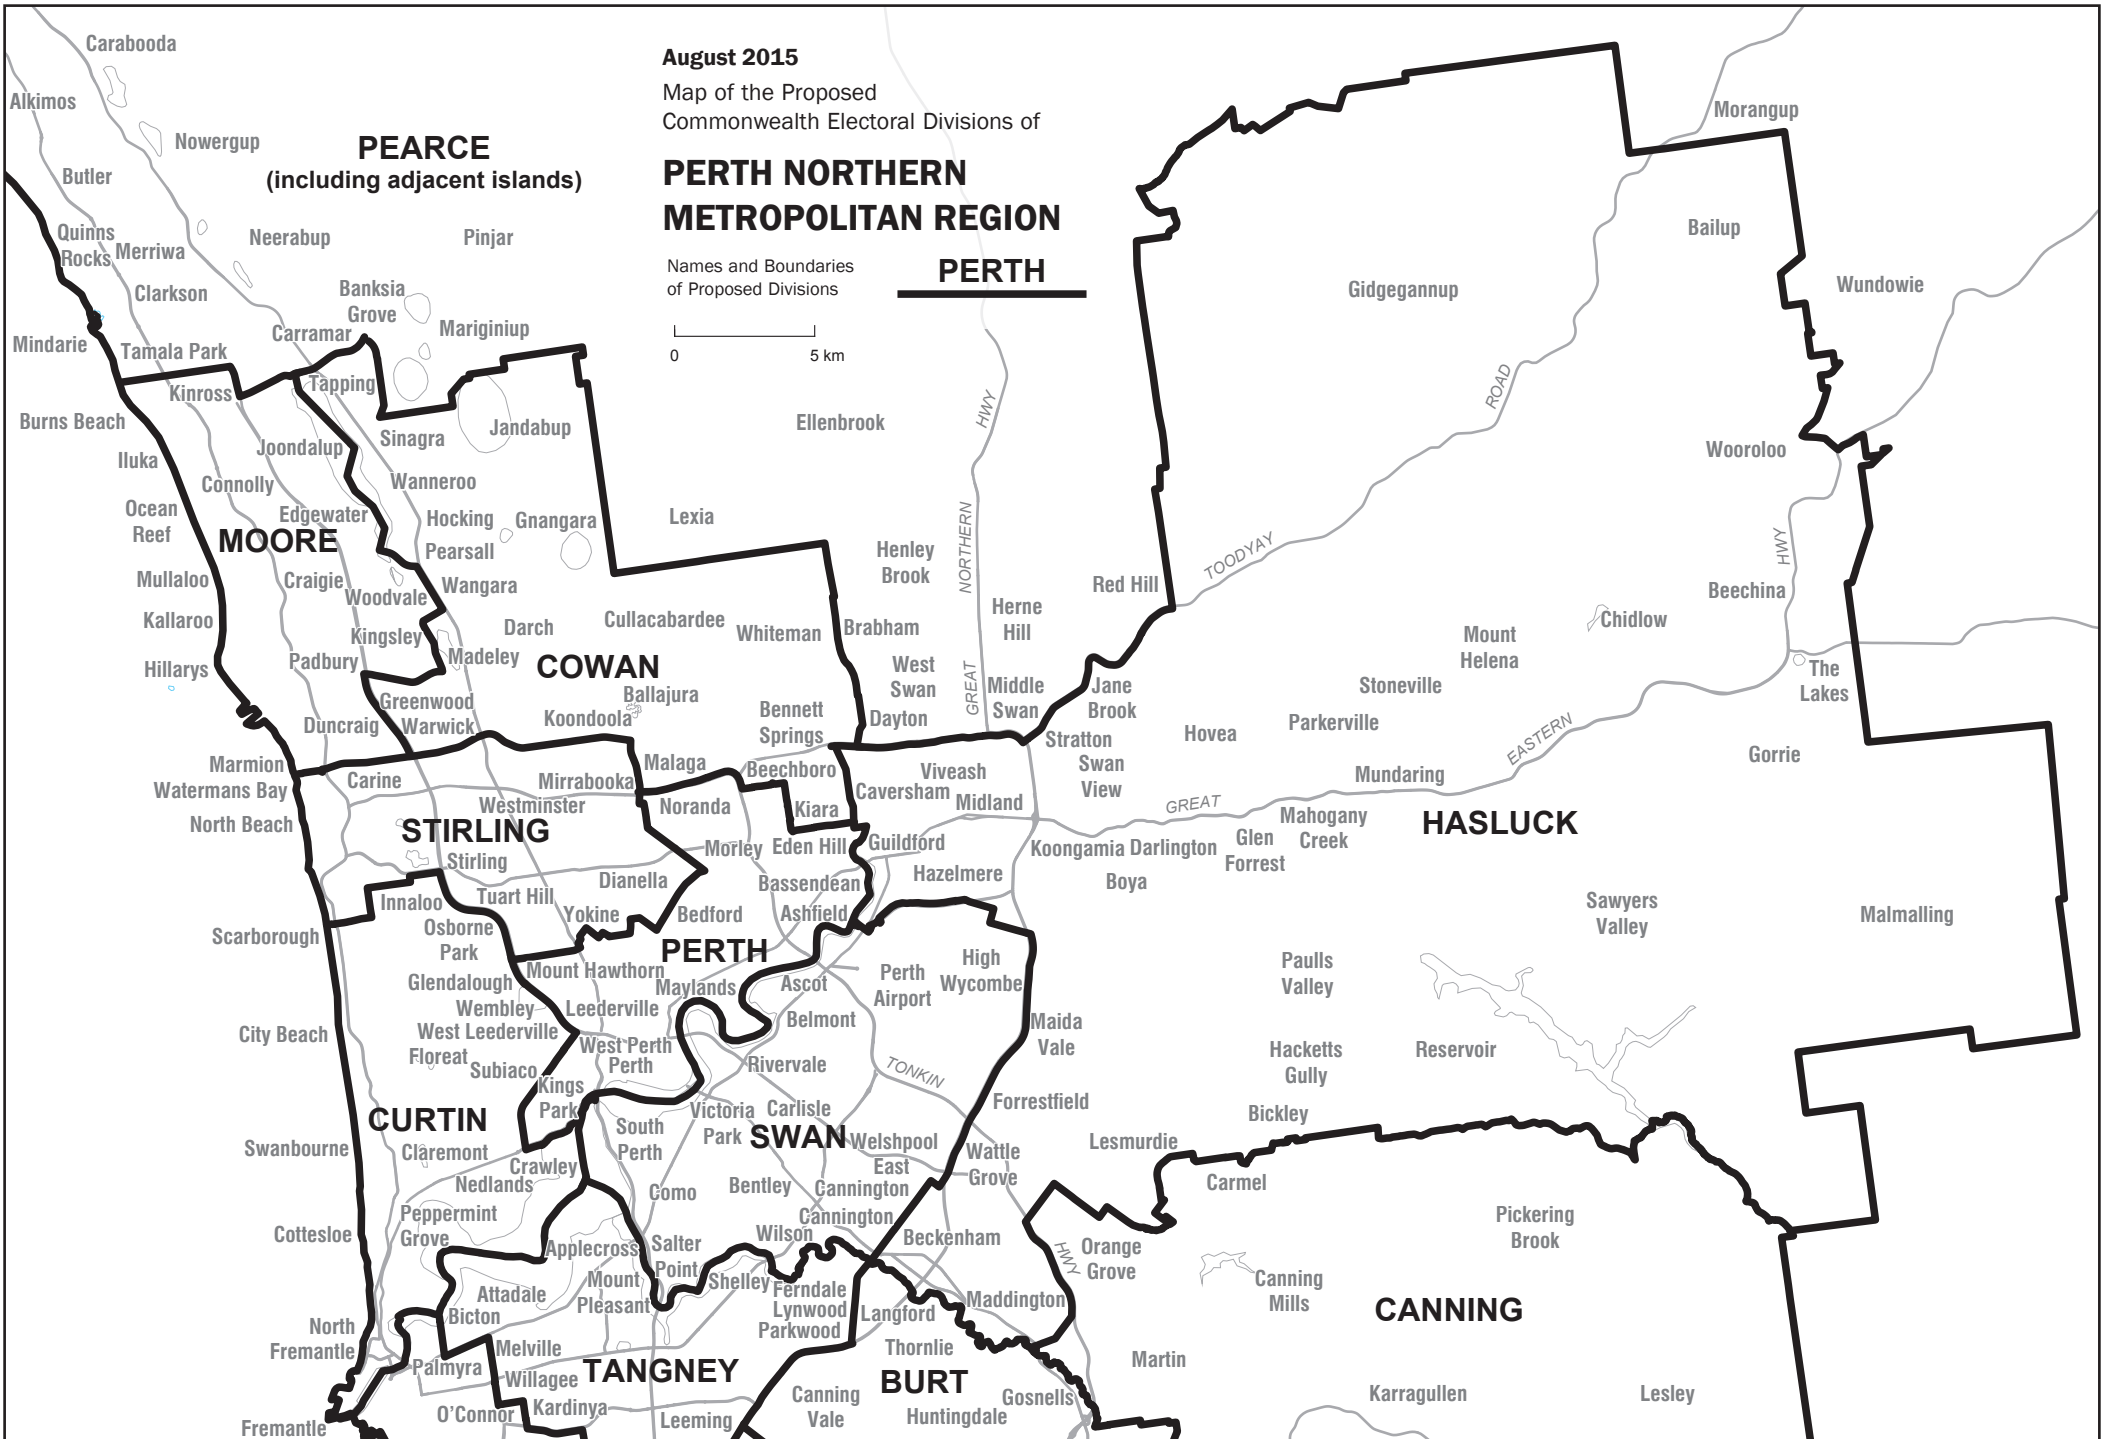 Carabooda
August 2015
Map of the Proposed
Commonwealth Electoral Divisions of
PERTH NORTHERN
METROPOLITAN REGION
Names and Boundaries
of Proposed Divisions
PERTH
0 5 km
Alkimos
Nowergup
PEARCE
(including adjacent islands)
Morangup
Butler
Quinns
Rocks
Merriwa
Neerabup
Pinjar
Bailup
Clarkson
Banksia
Grove
Gidgegannup
Wundowie
Mindarie
Tamala Park
Carramar
Mariginiup
Kinross
Tapping
HWY
ROAD
Burns Beach
Joondalup
Sinagra
Jandabup
Ellenbrook
Iluka
Connolly
Wanneroo
Wooroloo
Ocean
Reef
Edgewater
Hocking
Gnangara
Lexia
NORTHERN
MOORE
Pearsall
Henley
Brook
TOODYAY
HWY
Mullaloo
Craigie
Woodvale
Wangara
Red Hill
Beechina
Kallaroo
Kingsley
Darch
Cullacabardee
Whiteman
Brabham
Herne
Hill
Mount
Helena
Chidlow
Hillarys
Padbury
Madeley
COWAN
West
Swan
GREAT
Middle
Swan
Jane
Brook
Stoneville
The
Lakes
Greenwood
Ballajura
Duncraig
Warwick
Koondoola
Bennett
Springs
Dayton
Parkerville
EASTERN
Hovea
Stratton
Swan
View
Gorrie
Marmion
Malaga
Beechboro
Viveash
Mundaring
Watermans Bay
Carine
Mirrabooka
Caversham
Midland
Westminster
Noranda
Kiara
GREAT
Mahogany
Creek
HASLUCK
North Beach
STIRLING
Morley
Eden Hill
Guildford
Koongamia
Darlington
Glen
Forrest
Stirling
Hazelmere
Boya
Dianella
Bassendean
Innaloo
Tuart Hill
Yokine
Bedford
Ashfield
Sawyers
Valley
Malmalling
Scarborough
Osborne
Park
PERTH
High
Wycombe
Paulls
Valley
Glendalough
Mount Hawthorn
Maylands
Ascot
Perth
Airport
Wembley
Leederville
Belmont
City Beach
West Leederville
West Perth
Perth
Maida
Vale
Hacketts
Gully
Reservoir
Floreat
Subiaco
Rivervale
TONKIN
Kings
Park
CURTIN
Victoria
Park
Carlisle
Forrestfield
Bickley
South
Perth
SWAN
Welshpool
Lesmurdie
Swanbourne
Claremont
Crawley
East
Cannington
Wattle
Grove
Nedlands
Como
Bentley
Carmel
Peppermint
Grove
Cannington
Pickering
Brook
Cottesloe
Applecross
Salter
Point
Wilson
Beckenham
HWY
Orange
Grove
Mount
Pleasant
Shelley
Ferndale
Lynwood
Parkwood
Canning
Mills
Attadale
Bicton
Langford
Maddington
CANNING
North
Fremantle
Melville
Thornlie
Martin
Palmyra
Willagee
TANGNEY
BURT
Canning
Vale
Gosnells
Karragullen
Lesley
O'Connor
Kardinya
Leeming
Huntingdale
Fremantle